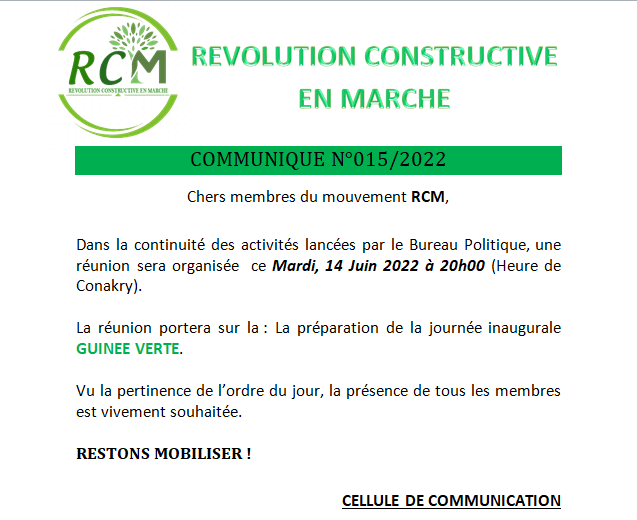 RCM
REVOLUTION CONSTRUCTIVE EN MARCHE
REVOLUTION CONSTRUCTIVE
EN MARCHE
COMMUNIQUE N°015/2022
Chers membres du mouvement RCM,
Dans la continuité des activités lancées par le Bureau Politique, une
réunion sera organisée ce Mardi, 14 Juin 2022 à 20h00 (Heure de
Conakry).
La réunion portera sur la : La préparation de la journée inaugurale
GUINEE VERTE.
Vu la pertinence de l’ordre du jour, la présence de tous les membres
est vivement souhaitée.
RESTONS MOBILISER !
CELLULE DE COMMUNICATION